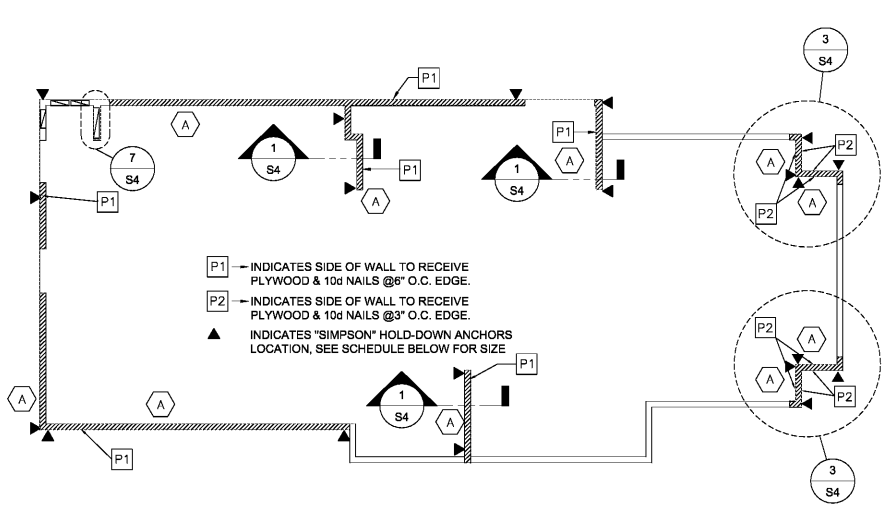 3
S4
P1
A
P1
1
S4
7
S4
P1
A
1
S4
A
P2
A
P2
A
P1
P1 INDICATES SIDE OF WALL TO RECEIVE
PLYWOOD & 10d NAILS @6" O.C. EDGE.
P2 INDICATES SIDE OF WALL TO RECEIVE
PLYWOOD & 10d NAILS @3" O.C. EDGE.
INDICATES "SIMPSON" HOLD-DOWN ANCHORS
LOCATION, SEE SCHEDULE BELOW FOR SIZE
P2
A
P1
A
P2
1
S4
A
A
A
P1
3
S4